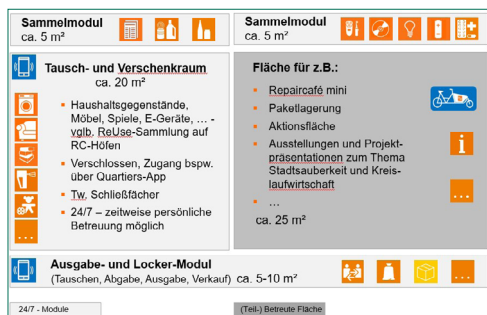 Sammelmodul
ca. 5 m²
Sammelmodul
ca. 5 m²
Tausch- und Verschenkraum
ca. 20 m²
▪ Haushaltsgegenstände,
Möbel, Spiele, E-Geräte, … -
vglb. ReUse-Sammlung auf
RC-Höfen
▪ Verschlossen, Zugang bspw.
über Quartiers-App
▪ Tw. Schließfächer
▪ 24/7 – zeitweise persönliche
Betreuung möglich
...
Fläche für z.B.:
▪ Repaircafé mini
▪ Paketlagerung
▪ Aktionsfläche
▪ Ausstellungen und Projekt-
präsentationen zum Thema
Stadtsauberkeit und Kreis-
laufwirtschaft
▪ …
ca. 25 m²
i
...
Ausgabe- und Locker-Modul
(Tauschen, Abgabe, Ausgabe, Verkauf) ca. 5-10 m²
...
24/7 - Module
(Teil-) Betreute Fläche